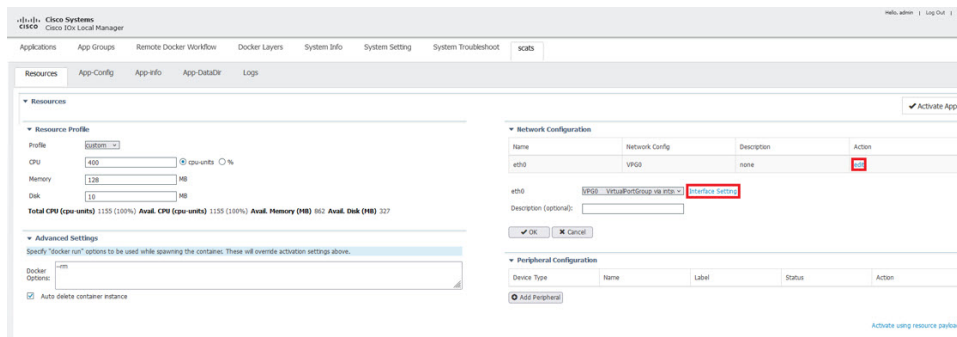 Hello, admin | Log Out |
Cisco Systems
CISCO Cisco IOx Local Manager
Applications App Groups Remote Docker Workflow Docker Layers System Info System Setting System Troubleshoot scats
Resources App-Config App-info App-DataDir Logs
▾ Resources
✔ Activate App
▾ Resource Profile
Profile custom
CPU 400 cpu-units %
Memory 128 MB
Disk 10 MB
Total CPU (cpu-units) 1155 (100%) Avail. CPU (cpu-units) 1155 (100%) Avail. Memory (MB) 862 Avail. Disk (MB) 327
▾ Advanced Settings
Specify "docker run" options to be used while spawning the container. These will override activation settings above.
Docker Options: --rm
Auto delete container instance
▾ Network Configuration
Name Network Config Description Action
eth0 VPG0 none edit
eth0 VPG0 VirtualPortGroup via intp Interface Setting
Description (optional):
✔ OK ✖ Cancel
▾ Peripheral Configuration
Device Type Name Label Status Action
Add Peripheral
Activate using resource payload